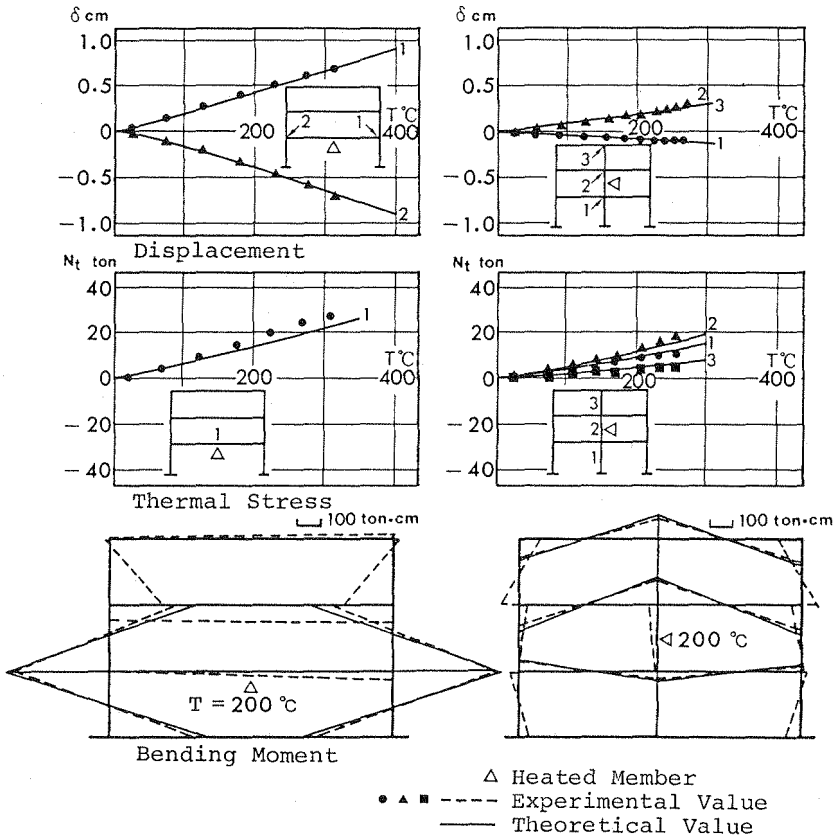 δ cm
1.0
0.5
0
-0.5
-1.0
200
T°C
400
1
2
2
1
△
Displacement
δ cm
1.0
0.5
0
-0.5
-1.0
200
T°C
400
2
3
1
3
2
1
◁
Nt ton
40
20
0
-20
-40
200
T°C
400
1
1
△
Thermal Stress
Nt ton
40
20
0
-20
-40
200
T°C
400
2
1
3
3
2◁
1
100 ton·cm
△
T = 200 °C
Bending Moment
100 ton·cm
◁200 °C
△ Heated Member
● ▲ ■ ---- Experimental Value
—— Theoretical Value